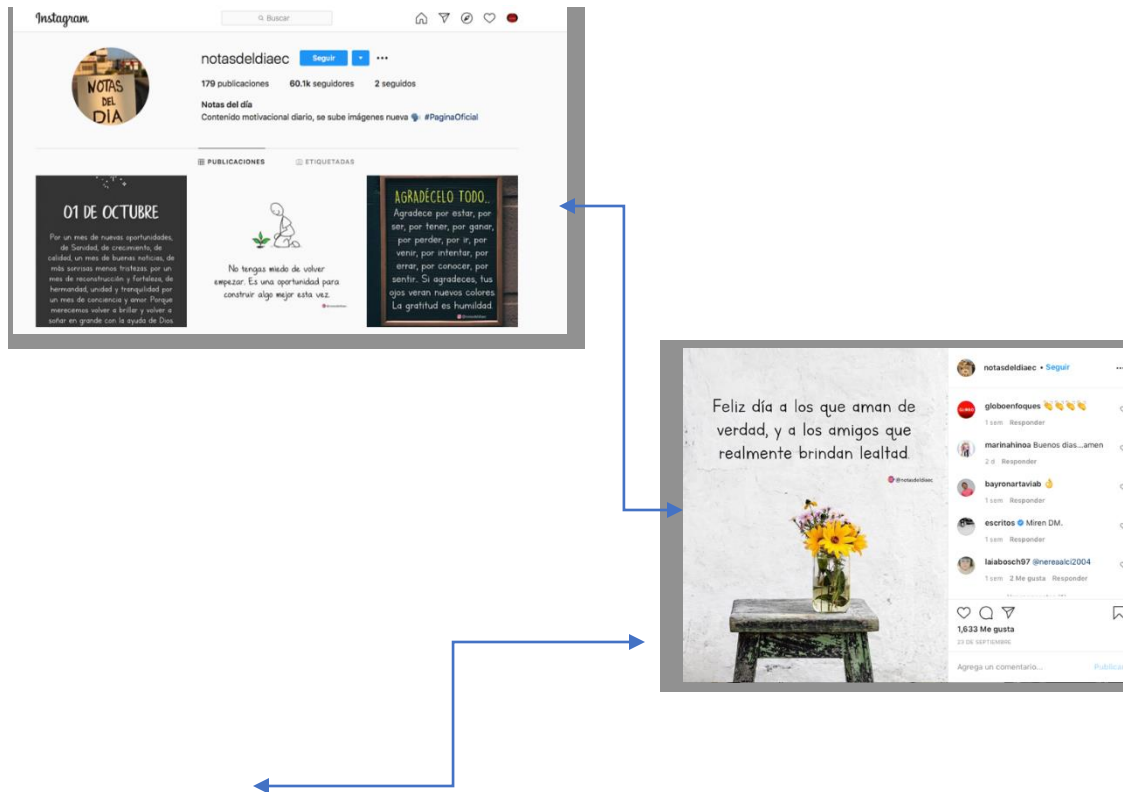 Instagram
Buscar
NOTAS
DEL
DIA
notasdeldiaec Seguir
179 publicaciones 60.1k seguidores 2 seguidos
Notas del día
Contenido motivacional diario, se sube imágenes nueva #PaginaOficial
PUBLICACIONES ETIQUETADAS
01 DE OCTUBRE
Por un mes de nuevas oportunidades,
de Sanidad, de crecimiento, de
calidad, un mes de buenas noticias, de
más sonrisas menos tristezas. por un
mes de reconstrucción y fortaleza, de
hermandad, unidad y tranquilidad por
un mes de conciencia y amor. Porque
merecemos volver a brillar y volver a
soñar en grande con la ayuda de Dios
No tengas miedo de volver
empezar. Es una oportunidad para
construir algo mejor esta vez.
AGRADÉCELO TODO..
Agradece por estar, por
ser, por tener, por ganar,
por perder, por ir, por
venir, por intentar, por
errar, por conocer, por
sentir.. Si agradeces, tus
ojos veran nuevos colores
La gratitud es humildad.
Feliz día a los que aman de
verdad, y a los amigos que
realmente brindan lealtad.
@notasdeldiaec
notasdeldiaec • Seguir
globoenfoques
1 sem Responder
marinahinoa Buenos dias...amen
2 d Responder
bayronartaviab
1 sem Responder
escritos Miren DM.
1 sem Responder
laiabosch97 @nereaalci2004
1 sem 2 Me gusta Responder
1,633 Me gusta
23 DE SEPTIEMBRE
Agrega un comentario... Publicar